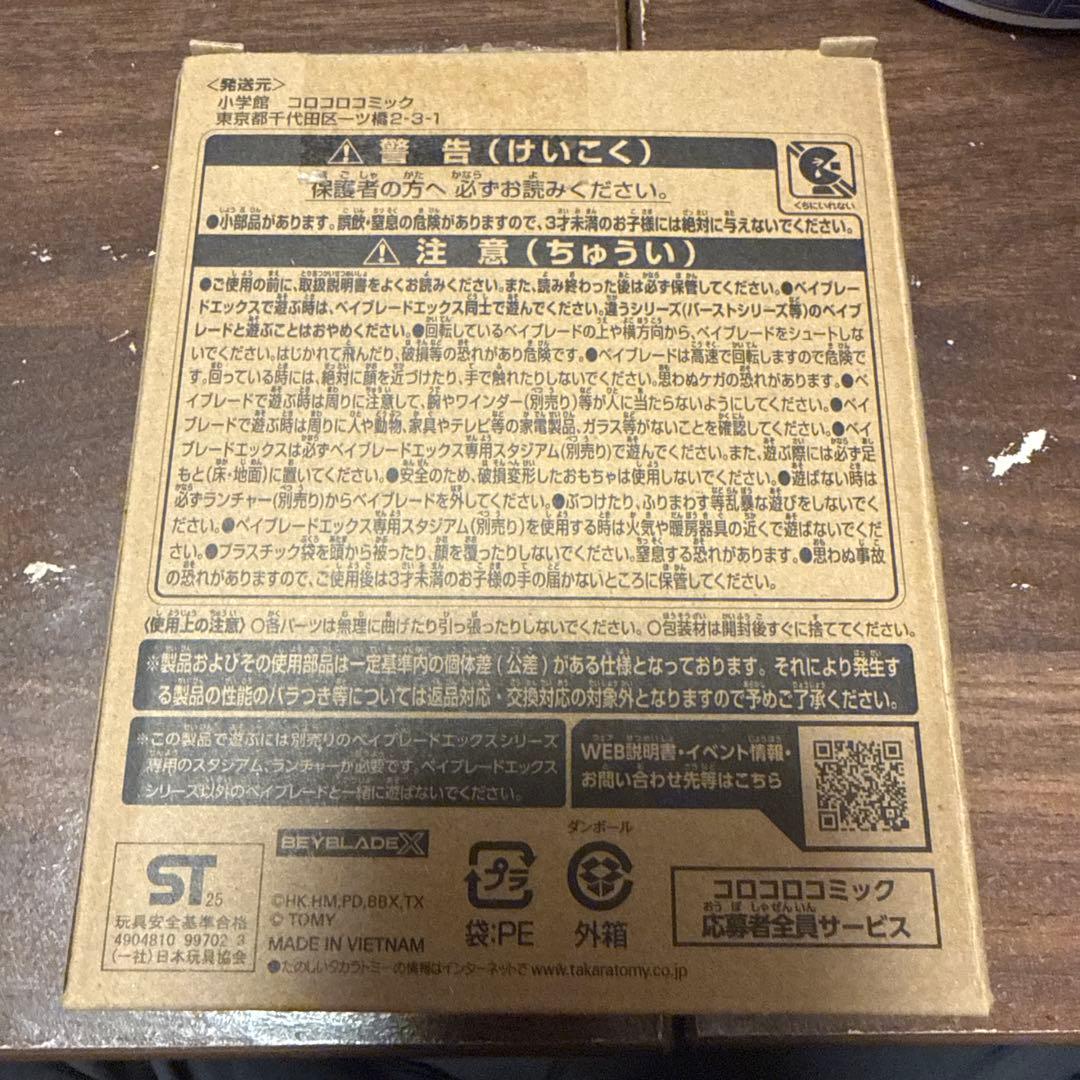 <発送元>
小学館 コロコロコミック
東京都千代田区一ツ橋2-3-1
警告(けいこく)
保護者の方へ 必ずお読みください。
くちにいれない
●小部品があります。誤飲・窒息の危険がありますので、3才未満のお子様には絶対に与えないでください。
注意(ちゅうい)
●ご使用の前に、取扱説明書をよくお読みください。また、読み終わった後は必ず保管してください。●ベイブレー
ドエックスで遊ぶ時は、ベイブレードエックス同士で遊んでください。違うシリーズ(バーストシリーズ等)のベイブ
レードと遊ぶことはおやめください。●回転しているベイブレードの上や横方向から、ベイブレードをシュートしな
いでください。はじかれて飛んだり、破損等の恐れがあり危険です。●ベイブレードは高速で回転しますので危険で
す。回っている時には、絶対に顔を近づけたり、手で触れたりしないでください。思わぬケガの恐れがあります。●ベ
イブレードで遊ぶ時は周りに注意して、腕やワインダー(別売り)等が人に当たらないようにしてください。●ベイ
ブレードで遊ぶ時は周りに人や動物、家具やテレビ等の家電製品、ガラス等がないことを確認してください。●ベイ
ブレードエックスは必ずベイブレードエックス専用スタジアム(別売り)で遊んでください。また、遊ぶ際には必ず足
もと(床・地面)に置いてください。●安全のため、破損変形したおもちゃは使用しないでください。●遊ばない時は
必ずランチャー(別売り)からベイブレードを外してください。●ぶつけたり、ふりまわす等乱暴な遊びをしないでく
ださい。●ベイブレードエックス専用スタジアム(別売り)を使用する時は火気や暖房器具の近くで遊ばないでくだ
さい。●プラスチック袋を頭から被ったり、顔を覆ったりしないでください。窒息する恐れがあります。●思わぬ事故
の恐れがありますので、ご使用後は3才未満のお子様の手の届かないところに保管してください。
〈使用上の注意〉○各パーツは無理に曲げたり引っ張ったりしないでください。○包装材は開封後すぐに捨ててください。
※製品およびその使用部品は一定基準内の個体差(公差)がある仕様となっております。それにより発生す
る製品の性能のバラつき等については返品対応・交換対応の対象外となりますので予めご了承ください。
※この製品で遊ぶには別売りのベイブレードエックスシリーズ
専用のスタジアム、ランチャーが必要です。ベイブレードエックス
シリーズ以外のベイブレードと一緒に遊ばないでください。
WEB説明書・イベント情報・
お問い合わせ先等はこちら
ST 25
玩具安全基準合格
4904810 99702 3
(一社)日本玩具協会
BEYBLADE X
©HK,HM,PD,BBX,TX
© TOMY
MADE IN VIETNAM
プラ
袋:PE
ダンボール
外箱
コロコロコミック
おうぼしゃぜんいん
応募者全員サービス
●たのしいタカラトミーの情報はインターネットで www.takaratomy.co.jp